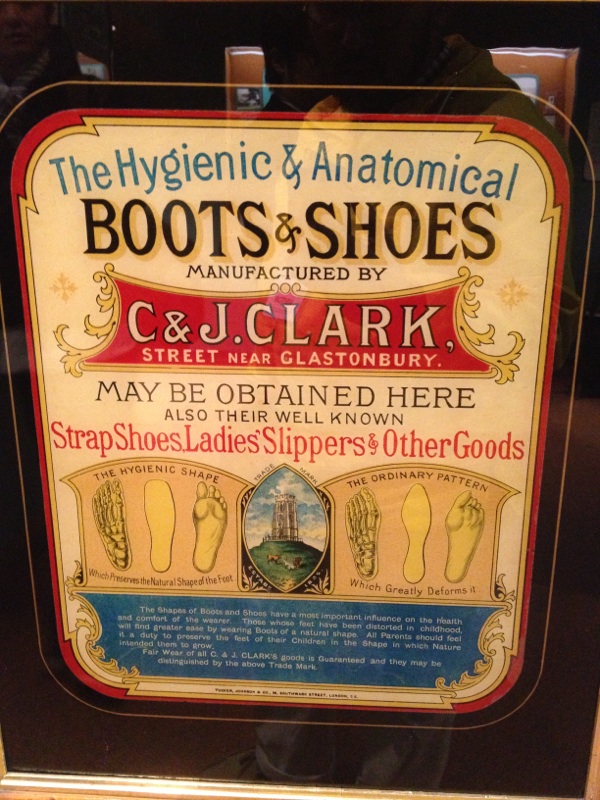 The Hygienic & Anatomical
BOOTS & SHOES
MANUFACTURED BY
C & J. CLARK,
STREET NEAR GLASTONBURY.
MAY BE OBTAINED HERE
ALSO THEIR WELL KNOWN
Strap Shoes, Ladies' Slippers & Other Goods
THE HYGIENIC SHAPE
Which Preserves the Natural Shape of the Foot
TRADE MARK
THE ORDINARY PATTERN
Which Greatly Deforms it
The Shapes of Boots and Shoes have a most important influence on the Health
and comfort of the wearer. Those whose feet have been distorted in childhood,
will find greater ease by wearing Boots of a natural shape. All Parents should feel
it a duty to preserve the feet of their Children in the Shape in which Nature
intended them to grow.
Fair Wear of all C. & J. CLARK'S goods is Guaranteed and they may be
distinguished by the above Trade Mark.
JOHNSON & CO., SOUTHWARK STREET, LONDON,